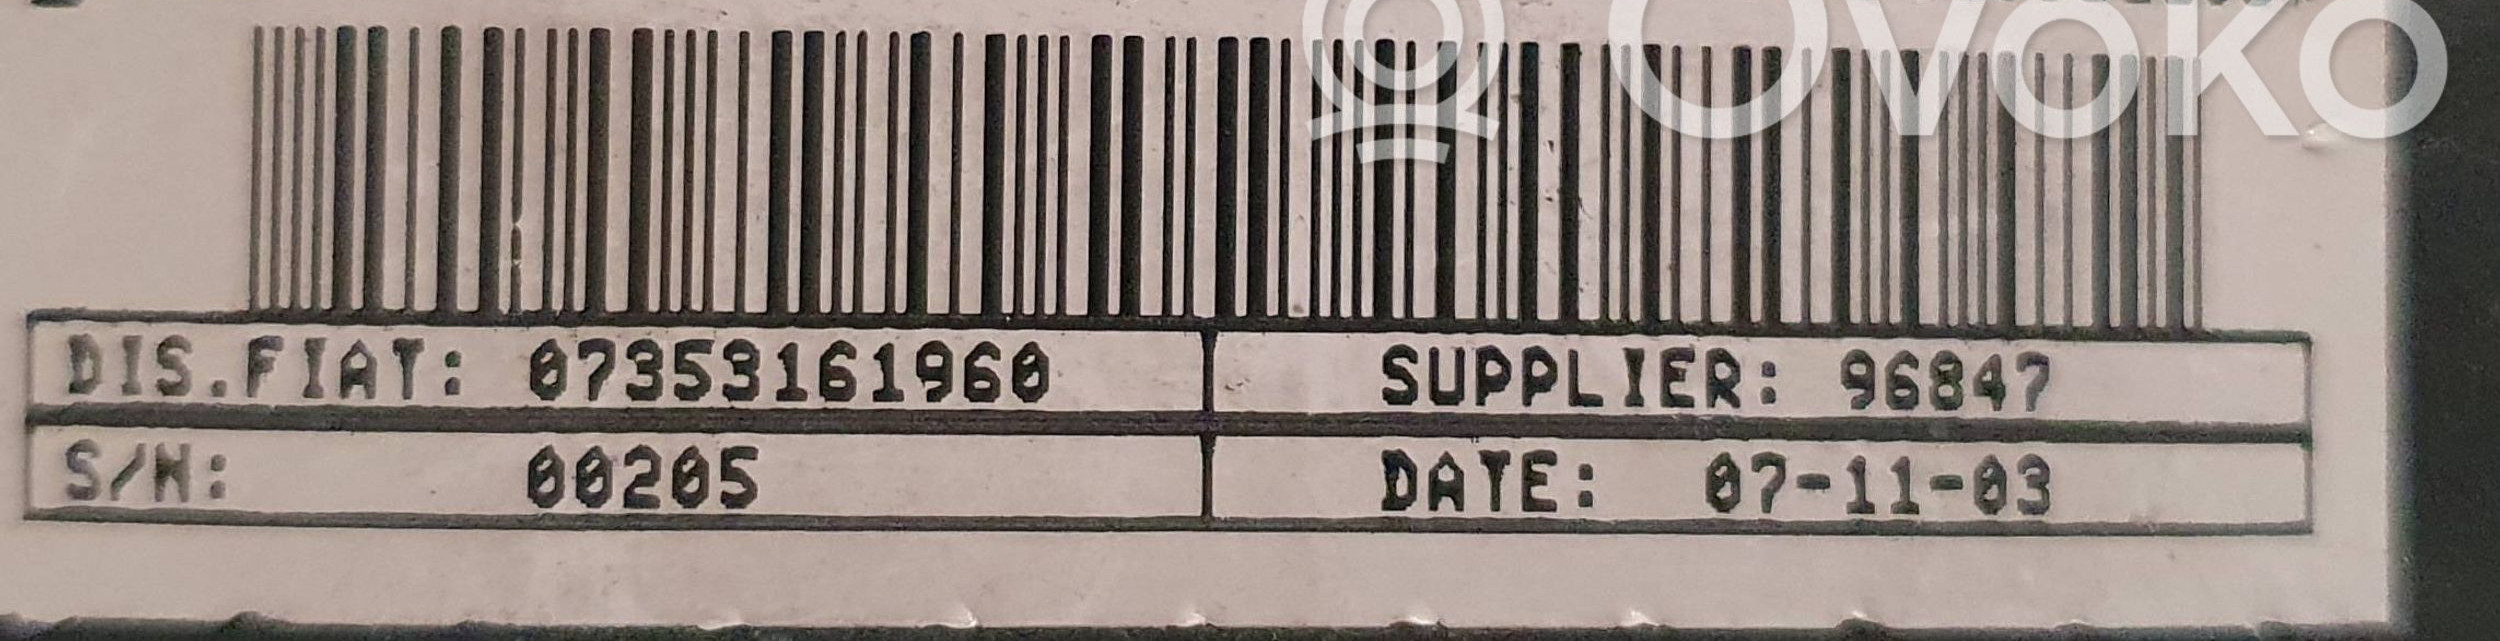 OVOKO
DIS.FIAT: 07353161960 SUPPLIER: 96847
S/N: 00205 DATE: 07-11-03